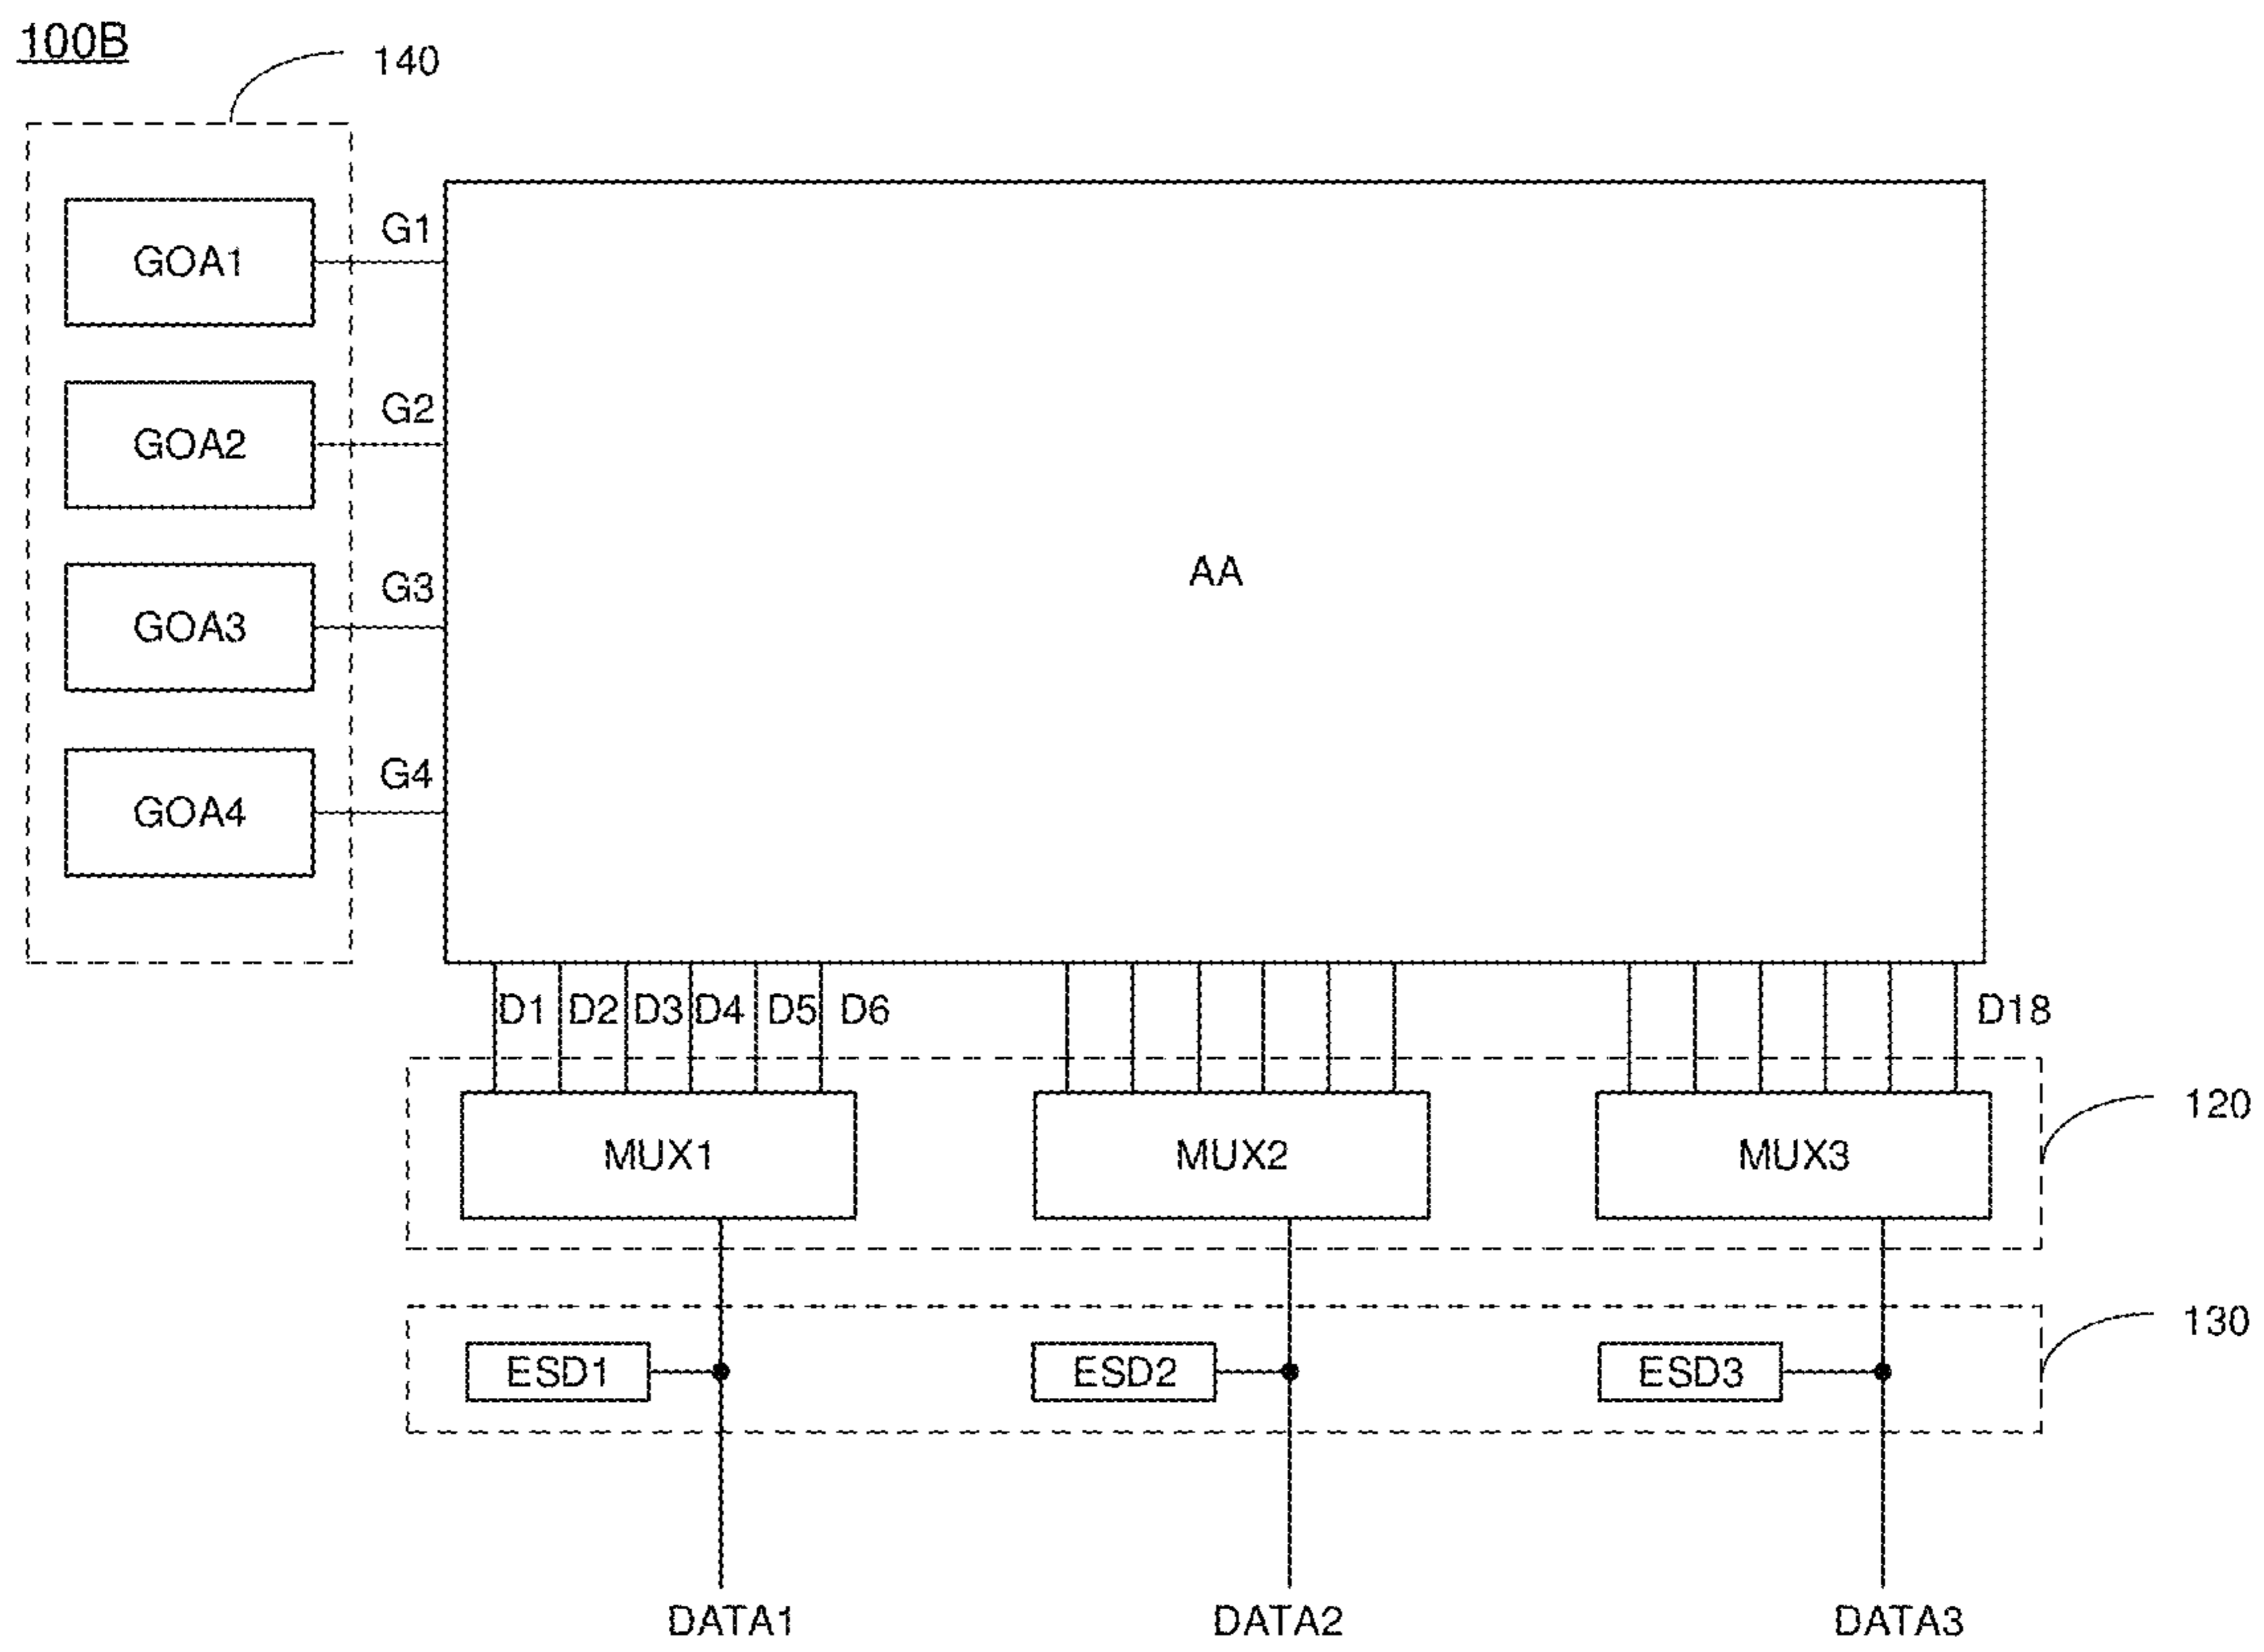 100B
140
GOA1
G1
GOA2
G2
GOA3
G3
GOA4
G4
AA
D1 D2 D3 D4 D5 D6 D18
MUX1 MUX2 MUX3
120
ESD1 ESD2 ESD3
130
DATA1 DATA2 DATA3